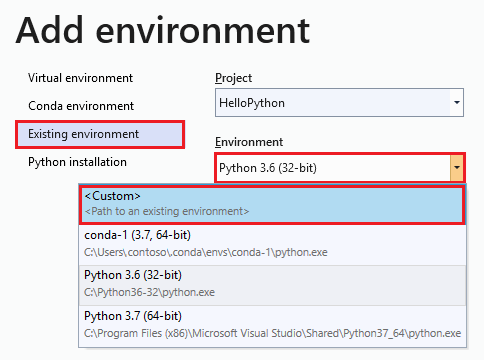 Add environment
Virtual environment
Conda environment
Existing environment
Python installation
Project
HelloPython
Environment
Python 3.6 (32-bit)
<Custom>
<Path to an existing environment>
conda-1 (3.7, 64-bit)
C:\Users\contoso\.conda\envs\conda-1\python.exe
Python 3.6 (32-bit)
C:\Python36-32\python.exe
Python 3.7 (64-bit)
C:\Program Files (x86)\Microsoft Visual Studio\Shared\Python37_64\python.exe